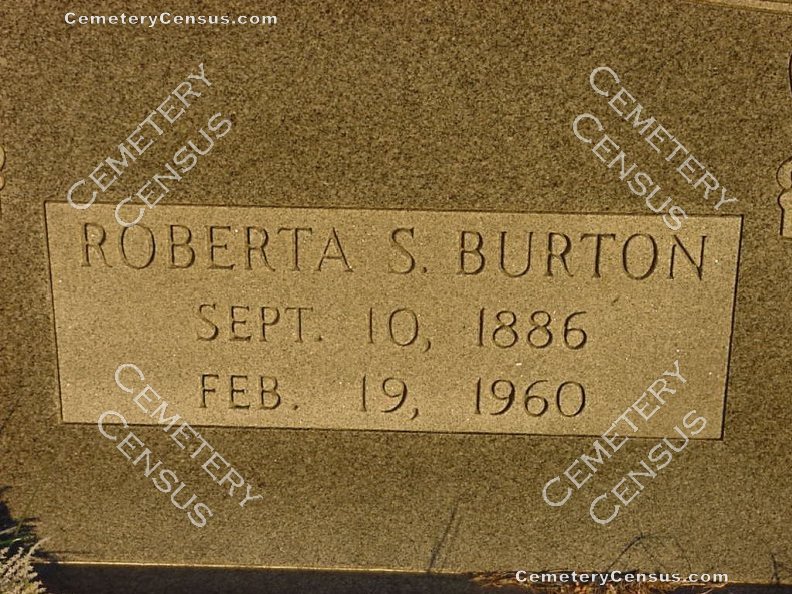 CemeteryCensus.com
CEMETERY
CENSUS
CEMETERY
CENSUS
ROBERTA S. BURTON
SEPT. 10, 1886
FEB. 19, 1960
CEMETERY
CENSUS
CEMETERY
CENSUS
CemeteryCensus.com